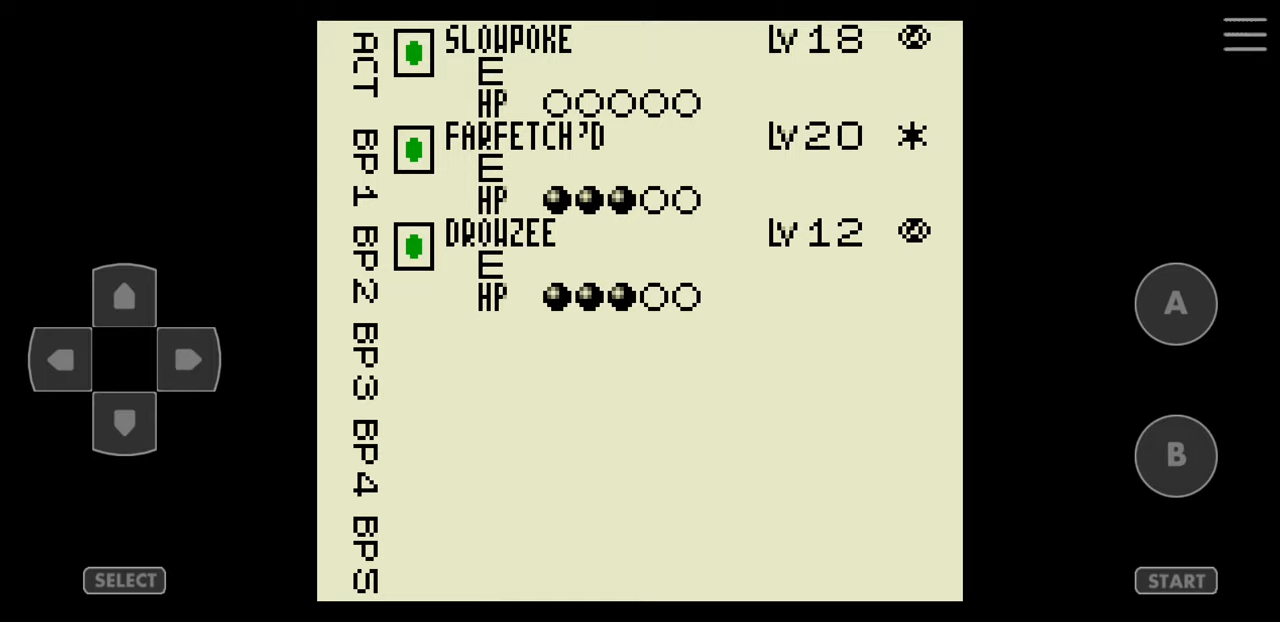 ACT SLOWPOKE Lv18
E
HP
BP1 FARFETCH'D Lv20
E
HP
BP2 DROWZEE Lv12
E
HP
BP3
BP4
BP5
A
B
SELECT
START